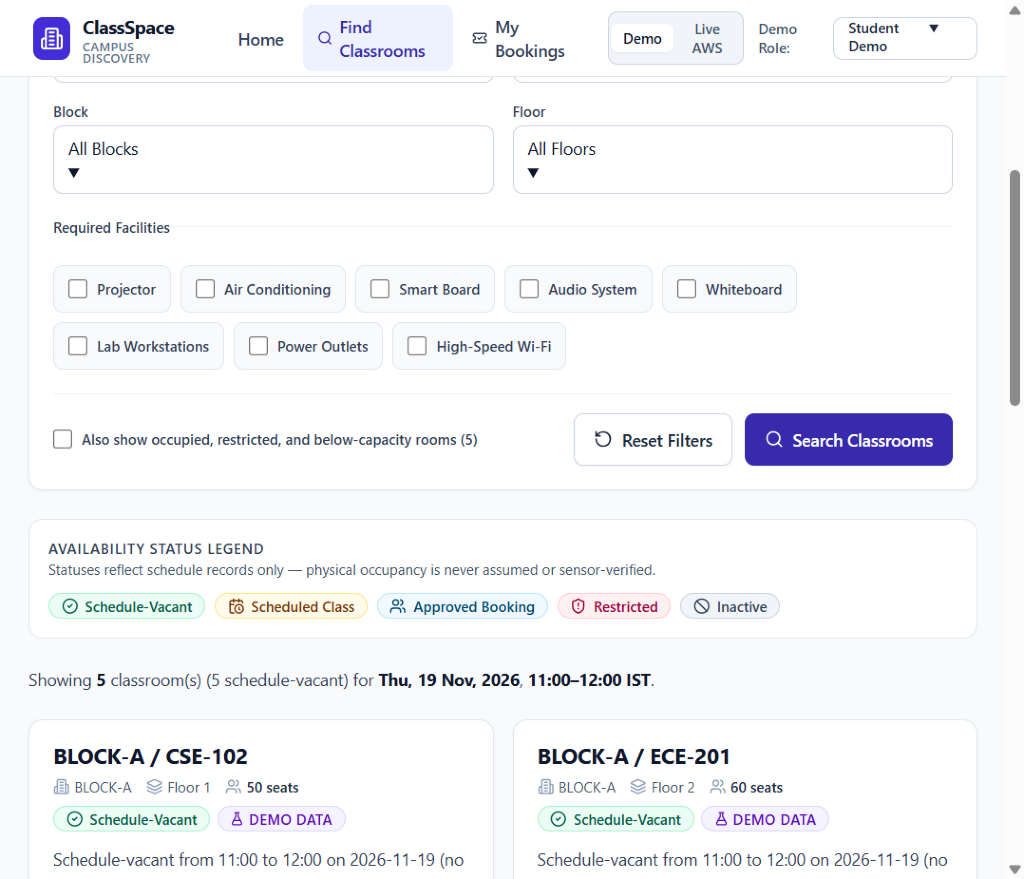 ClassSpace
CAMPUS
DISCOVERY
Home
Find
Classrooms
My
Bookings
Demo
Live
AWS
Demo
Role:
Student
Demo
▼
Block
All Blocks
▼
Floor
All Floors
▼
Required Facilities
Projector
Air Conditioning
Smart Board
Audio System
Whiteboard
Lab Workstations
Power Outlets
High-Speed Wi-Fi
Also show occupied, restricted, and below-capacity rooms (5)
Reset Filters
Search Classrooms
AVAILABILITY STATUS LEGEND
Statuses reflect schedule records only — physical occupancy is never assumed or sensor-verified.
Schedule-Vacant
Scheduled Class
Approved Booking
Restricted
Inactive
Showing 5 classroom(s) (5 schedule-vacant) for Thu, 19 Nov, 2026, 11:00–12:00 IST.
BLOCK-A / CSE-102
BLOCK-A
Floor 1
50 seats
Schedule-Vacant
DEMO DATA
Schedule-vacant from 11:00 to 12:00 on 2026-11-19 (no
BLOCK-A / ECE-201
BLOCK-A
Floor 2
60 seats
Schedule-Vacant
DEMO DATA
Schedule-vacant from 11:00 to 12:00 on 2026-11-19 (no